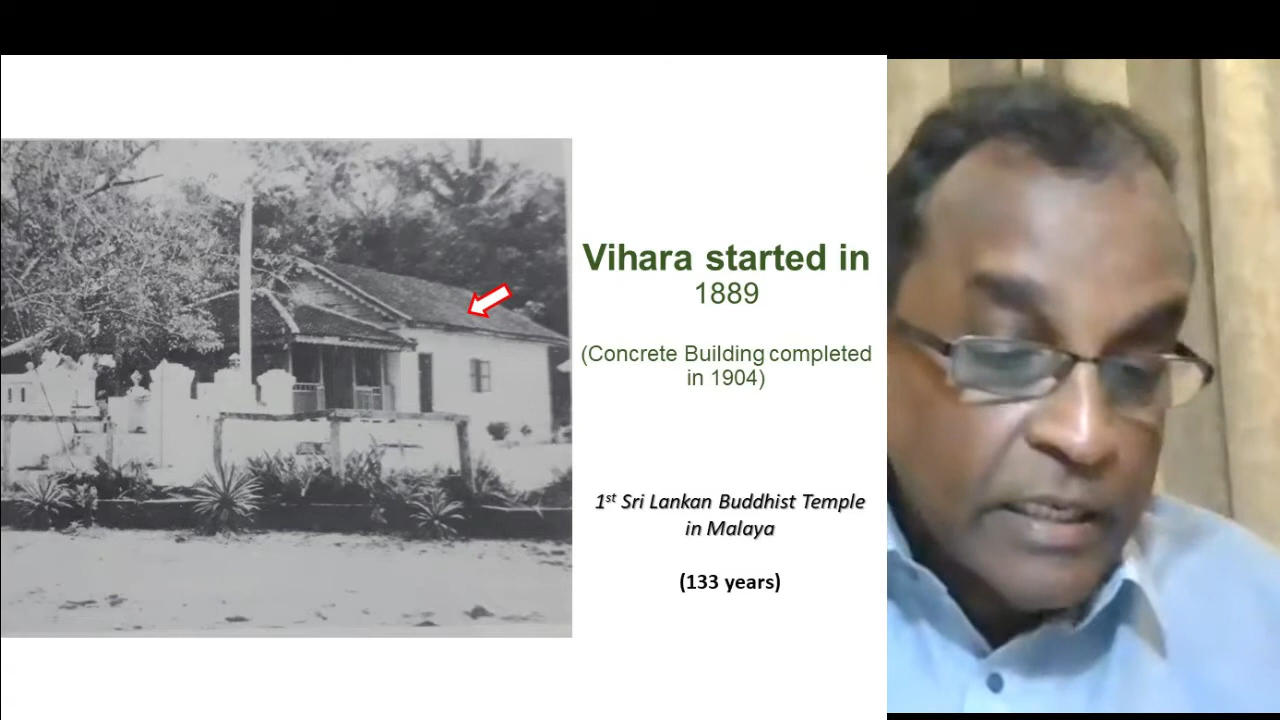 Vihara started in
1889
(Concrete Building completed
in 1904)
1st Sri Lankan Buddhist Temple
in Malaya
(133 years)